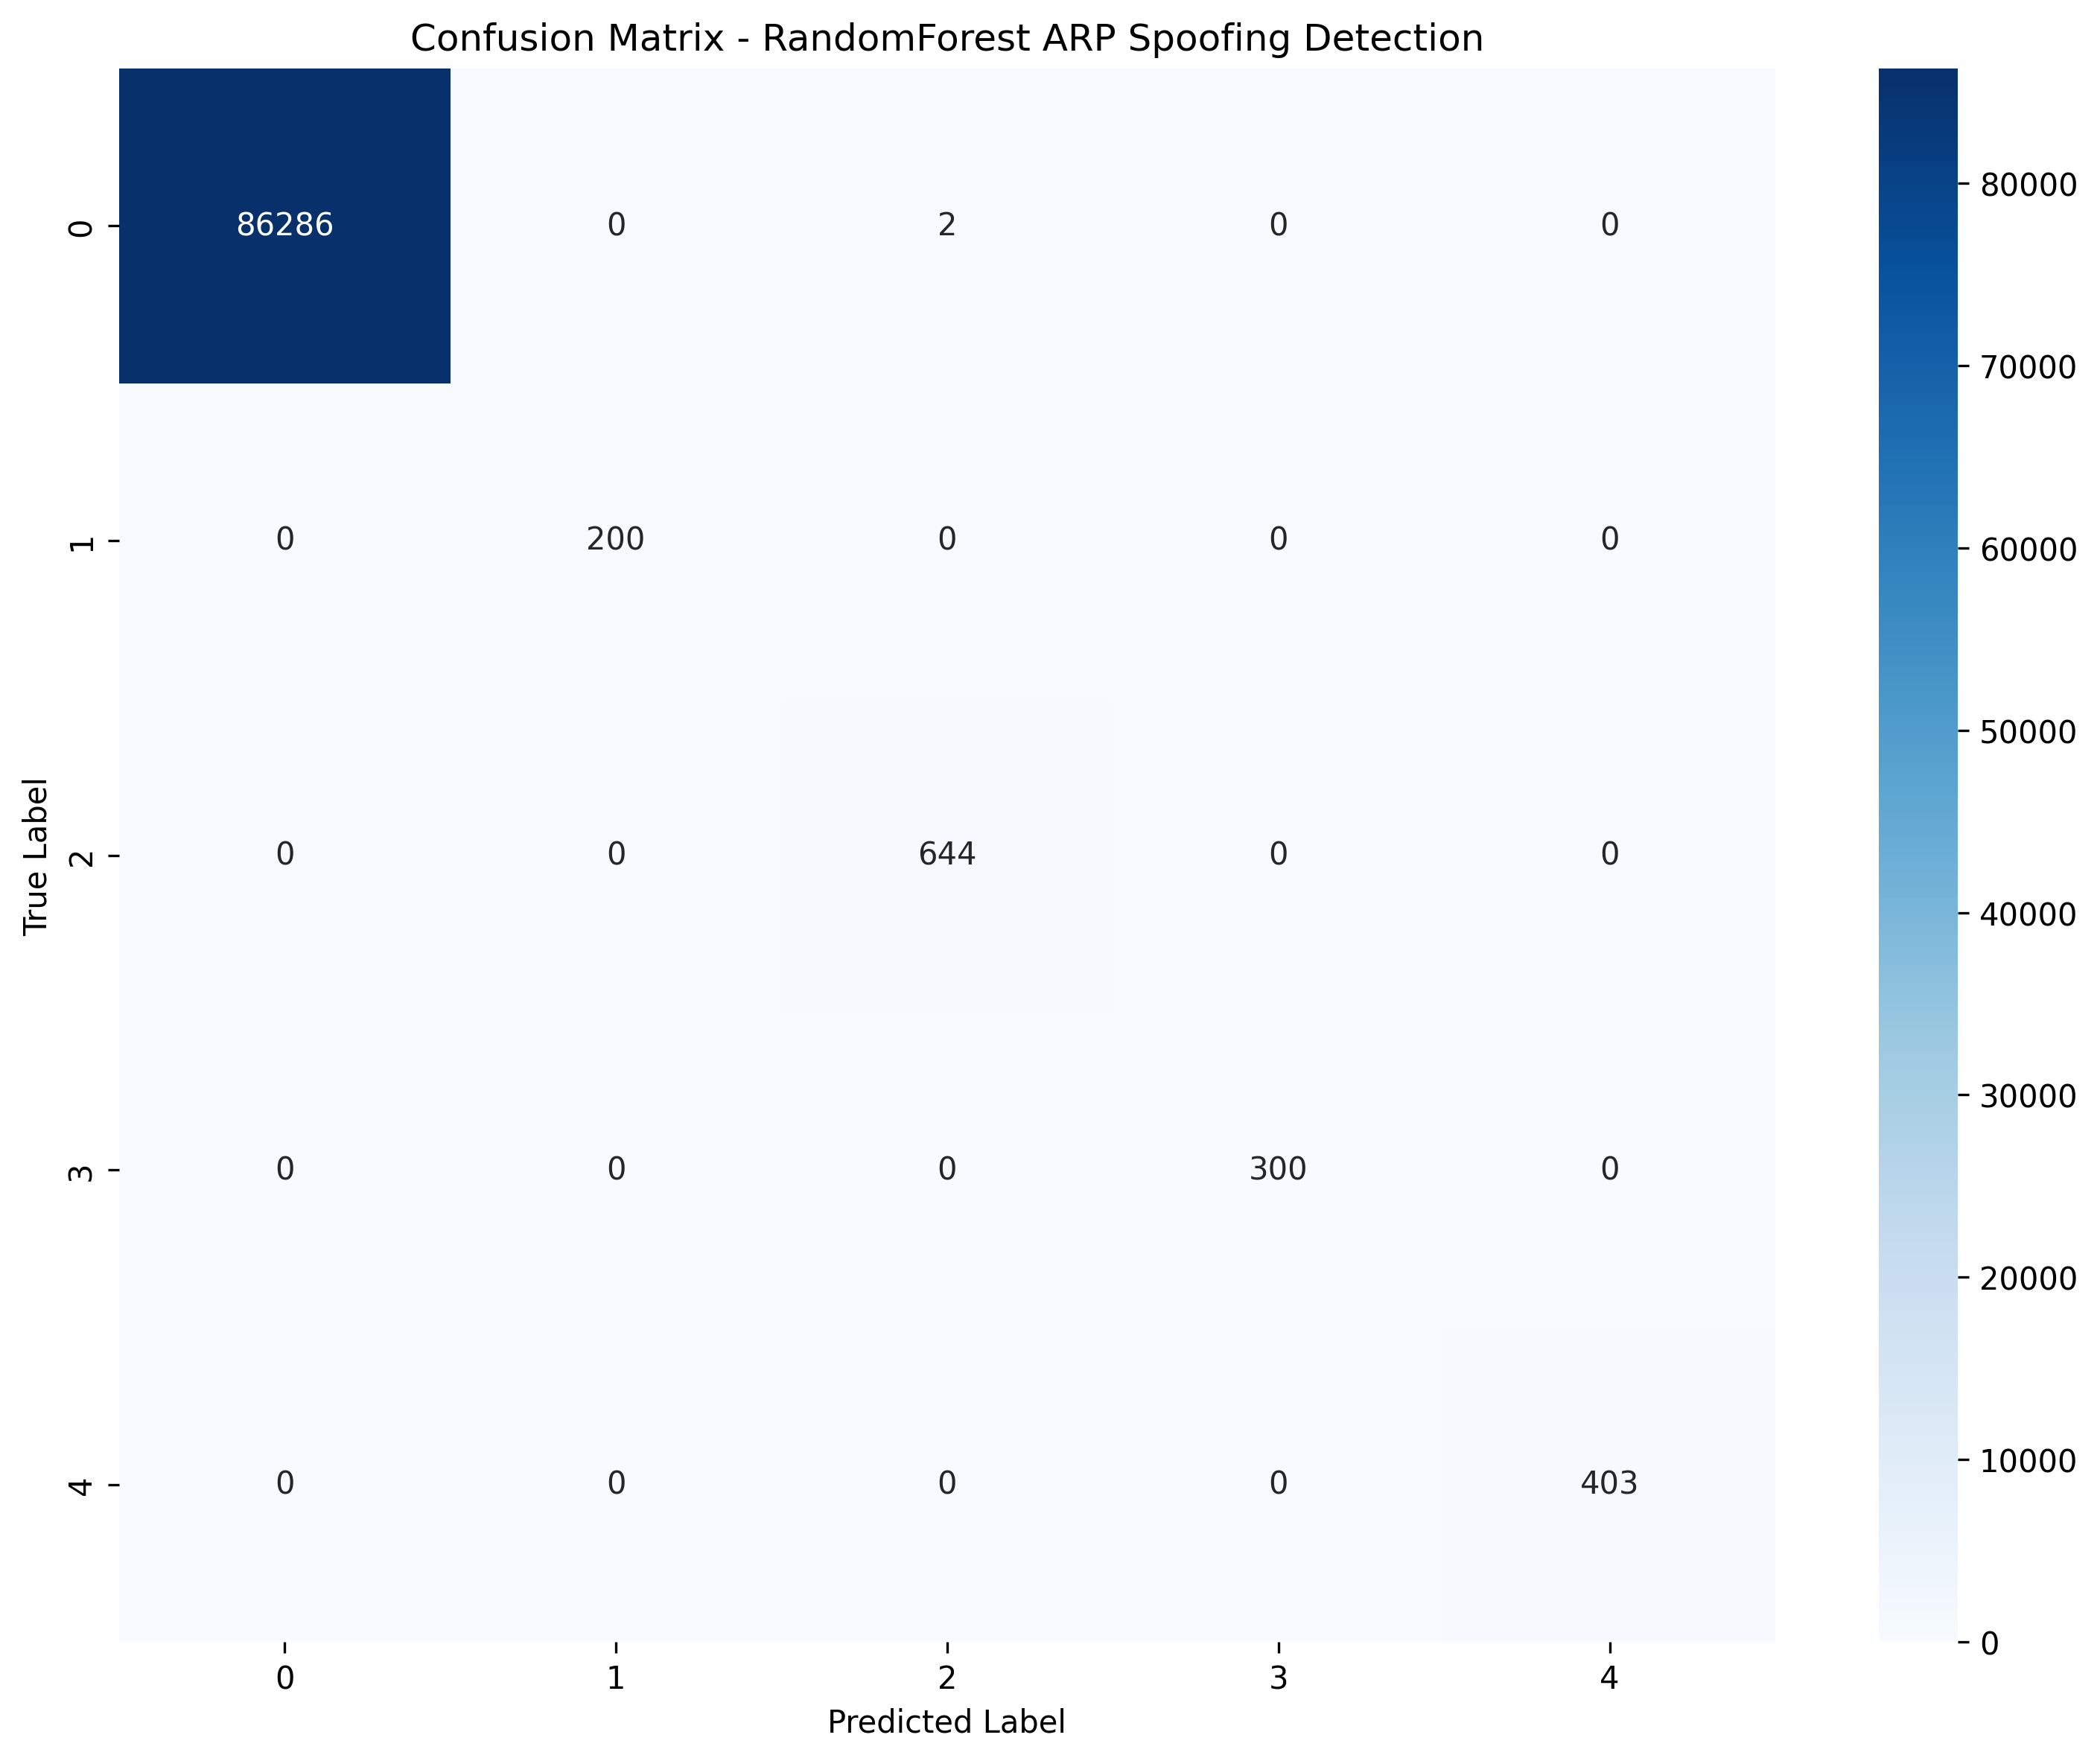 Confusion Matrix - RandomForest ARP Spoofing Detection
True Label
0 86286 0 2 0 0
1 0 200 0 0 0
2 0 0 644 0 0
3 0 0 0 300 0
4 0 0 0 0 403
0 1 2 3 4
Predicted Label
80000
70000
60000
50000
40000
30000
20000
10000
0